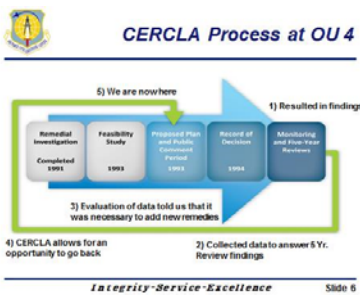 CERCLA Process at OU 4
5) We are now here
1) Resulted in findings
Remedial
Investigation
Completed
1991
Feasibility
Study
1993
Proposed Plan
and Public
Comment
Period
1993
Record of
Decision
1994
Monitoring
and Five-Year
Reviews
3) Evaluation of data told us that it
was necessary to add new remedies
4) CERCLA allows for an
opportunity to go back
2) Collected data to answer 5 Yr.
Review findings
Integrity-Service-Excellence
Slide 6